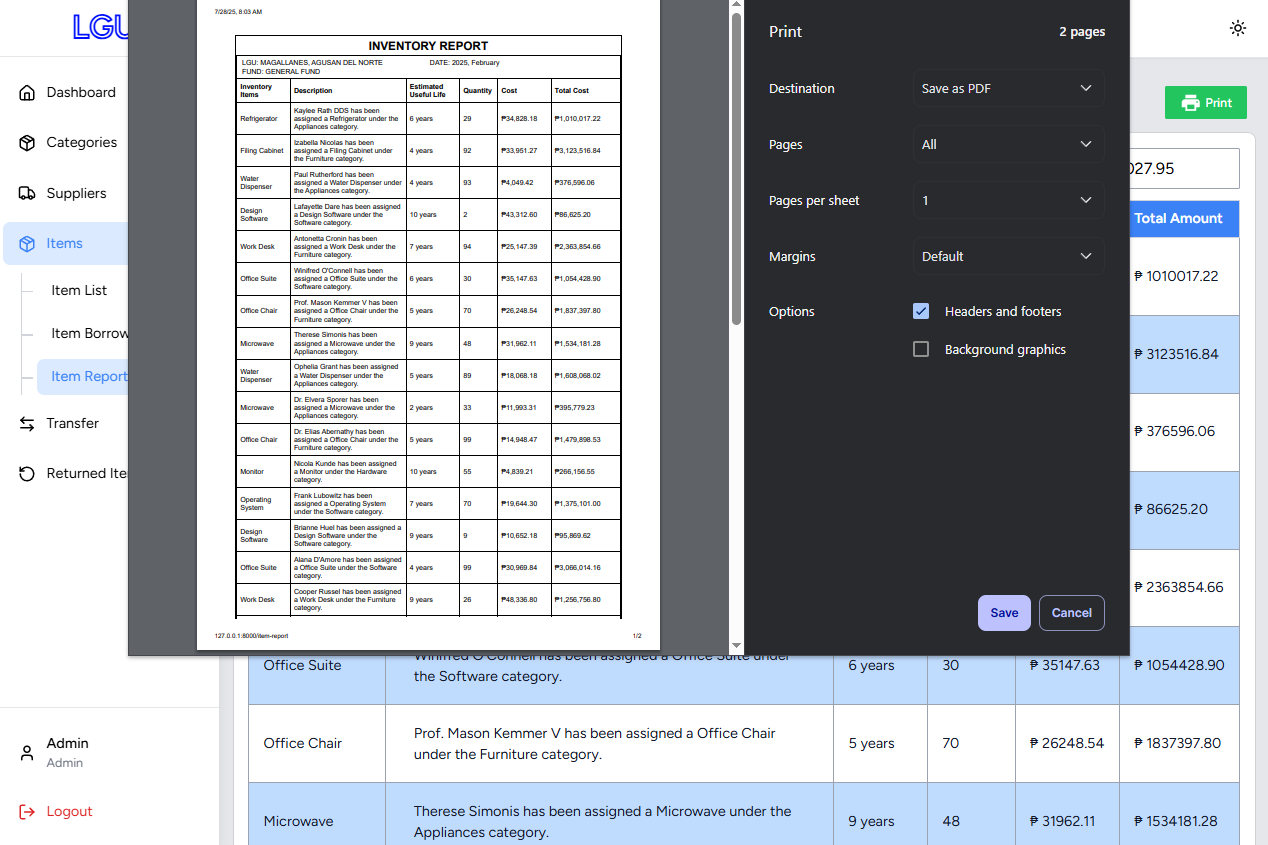 LGU
Dashboard
Categories
Suppliers
Items
Item List
Item Borrow
Item Report
Transfer
Returned Ite
Admin
Admin
Logout
7/28/25, 8:03 AM
INVENTORY REPORT
LGU: MAGALLANES, AGUSAN DEL NORTE DATE: 2025, February
FUND: GENERAL FUND
Inventory Items Description Estimated Useful Life Quantity Cost Total Cost
Refrigerator Kaylee Rath DDS has been assigned a Refrigerator under the Appliances category. 6 years 29 ₱34,828.18 ₱1,010,017.22
Filing Cabinet Izabella Nicolas has been assigned a Filing Cabinet under the Furniture category. 4 years 92 ₱33,951.27 ₱3,123,516.84
Water Dispenser Paul Rutherford has been assigned a Water Dispenser under the Appliances category. 4 years 93 ₱4,049.42 ₱376,596.06
Design Software Lafayette Dare has been assigned a Design Software under the Software category. 10 years 2 ₱43,312.60 ₱86,625.20
Work Desk Antonetta Cronin has been assigned a Work Desk under the Furniture category. 7 years 94 ₱25,147.39 ₱2,363,854.66
Office Suite Winifred O'Connell has been assigned a Office Suite under the Software category. 6 years 30 ₱35,147.63 ₱1,054,428.90
Office Chair Prof. Mason Kemmer V has been assigned a Office Chair under the Furniture category. 5 years 70 ₱26,248.54 ₱1,837,397.80
Microwave Therese Simonis has been assigned a Microwave under the Appliances category. 9 years 48 ₱31,962.11 ₱1,534,181.28
Water Dispenser Ophelia Grant has been assigned a Water Dispenser under the Appliances category. 5 years 89 ₱18,068.18 ₱1,608,068.02
Microwave Dr. Elvera Sporer has been assigned a Microwave under the Appliances category. 2 years 33 ₱11,993.31 ₱395,779.23
Office Chair Dr. Elias Abernathy has been assigned a Office Chair under the Furniture category. 5 years 99 ₱14,948.47 ₱1,479,898.53
Monitor Nicola Kunde has been assigned a Monitor under the Hardware category. 10 years 55 ₱4,839.21 ₱266,156.55
Operating System Frank Lubowitz has been assigned a Operating System under the Software category. 7 years 70 ₱19,644.30 ₱1,375,101.00
Design Software Brianne Huel has been assigned a Design Software under the Software category. 9 years 9 ₱10,652.18 ₱95,869.62
Office Suite Alana D'Amore has been assigned a Office Suite under the Software category. 4 years 99 ₱30,969.84 ₱3,066,014.16
Work Desk Cooper Russel has been assigned a Work Desk under the Furniture category. 9 years 26 ₱48,336.80 ₱1,256,756.80
127.0.0.1:8000/item-report 1/2
Print 2 pages
Destination Save as PDF
Pages All
Pages per sheet 1
Margins Default
Options Headers and footers
Background graphics
Save Cancel
Print
027.95
Total Amount
₱ 1010017.22
₱ 3123516.84
₱ 376596.06
₱ 86625.20
₱ 2363854.66
Office Suite Winifred O'Connell has been assigned a Office Suite under the Software category. 6 years 30 ₱ 35147.63 ₱ 1054428.90
Office Chair Prof. Mason Kemmer V has been assigned a Office Chair under the Furniture category. 5 years 70 ₱ 26248.54 ₱ 1837397.80
Microwave Therese Simonis has been assigned a Microwave under the Appliances category. 9 years 48 ₱ 31962.11 ₱ 1534181.28